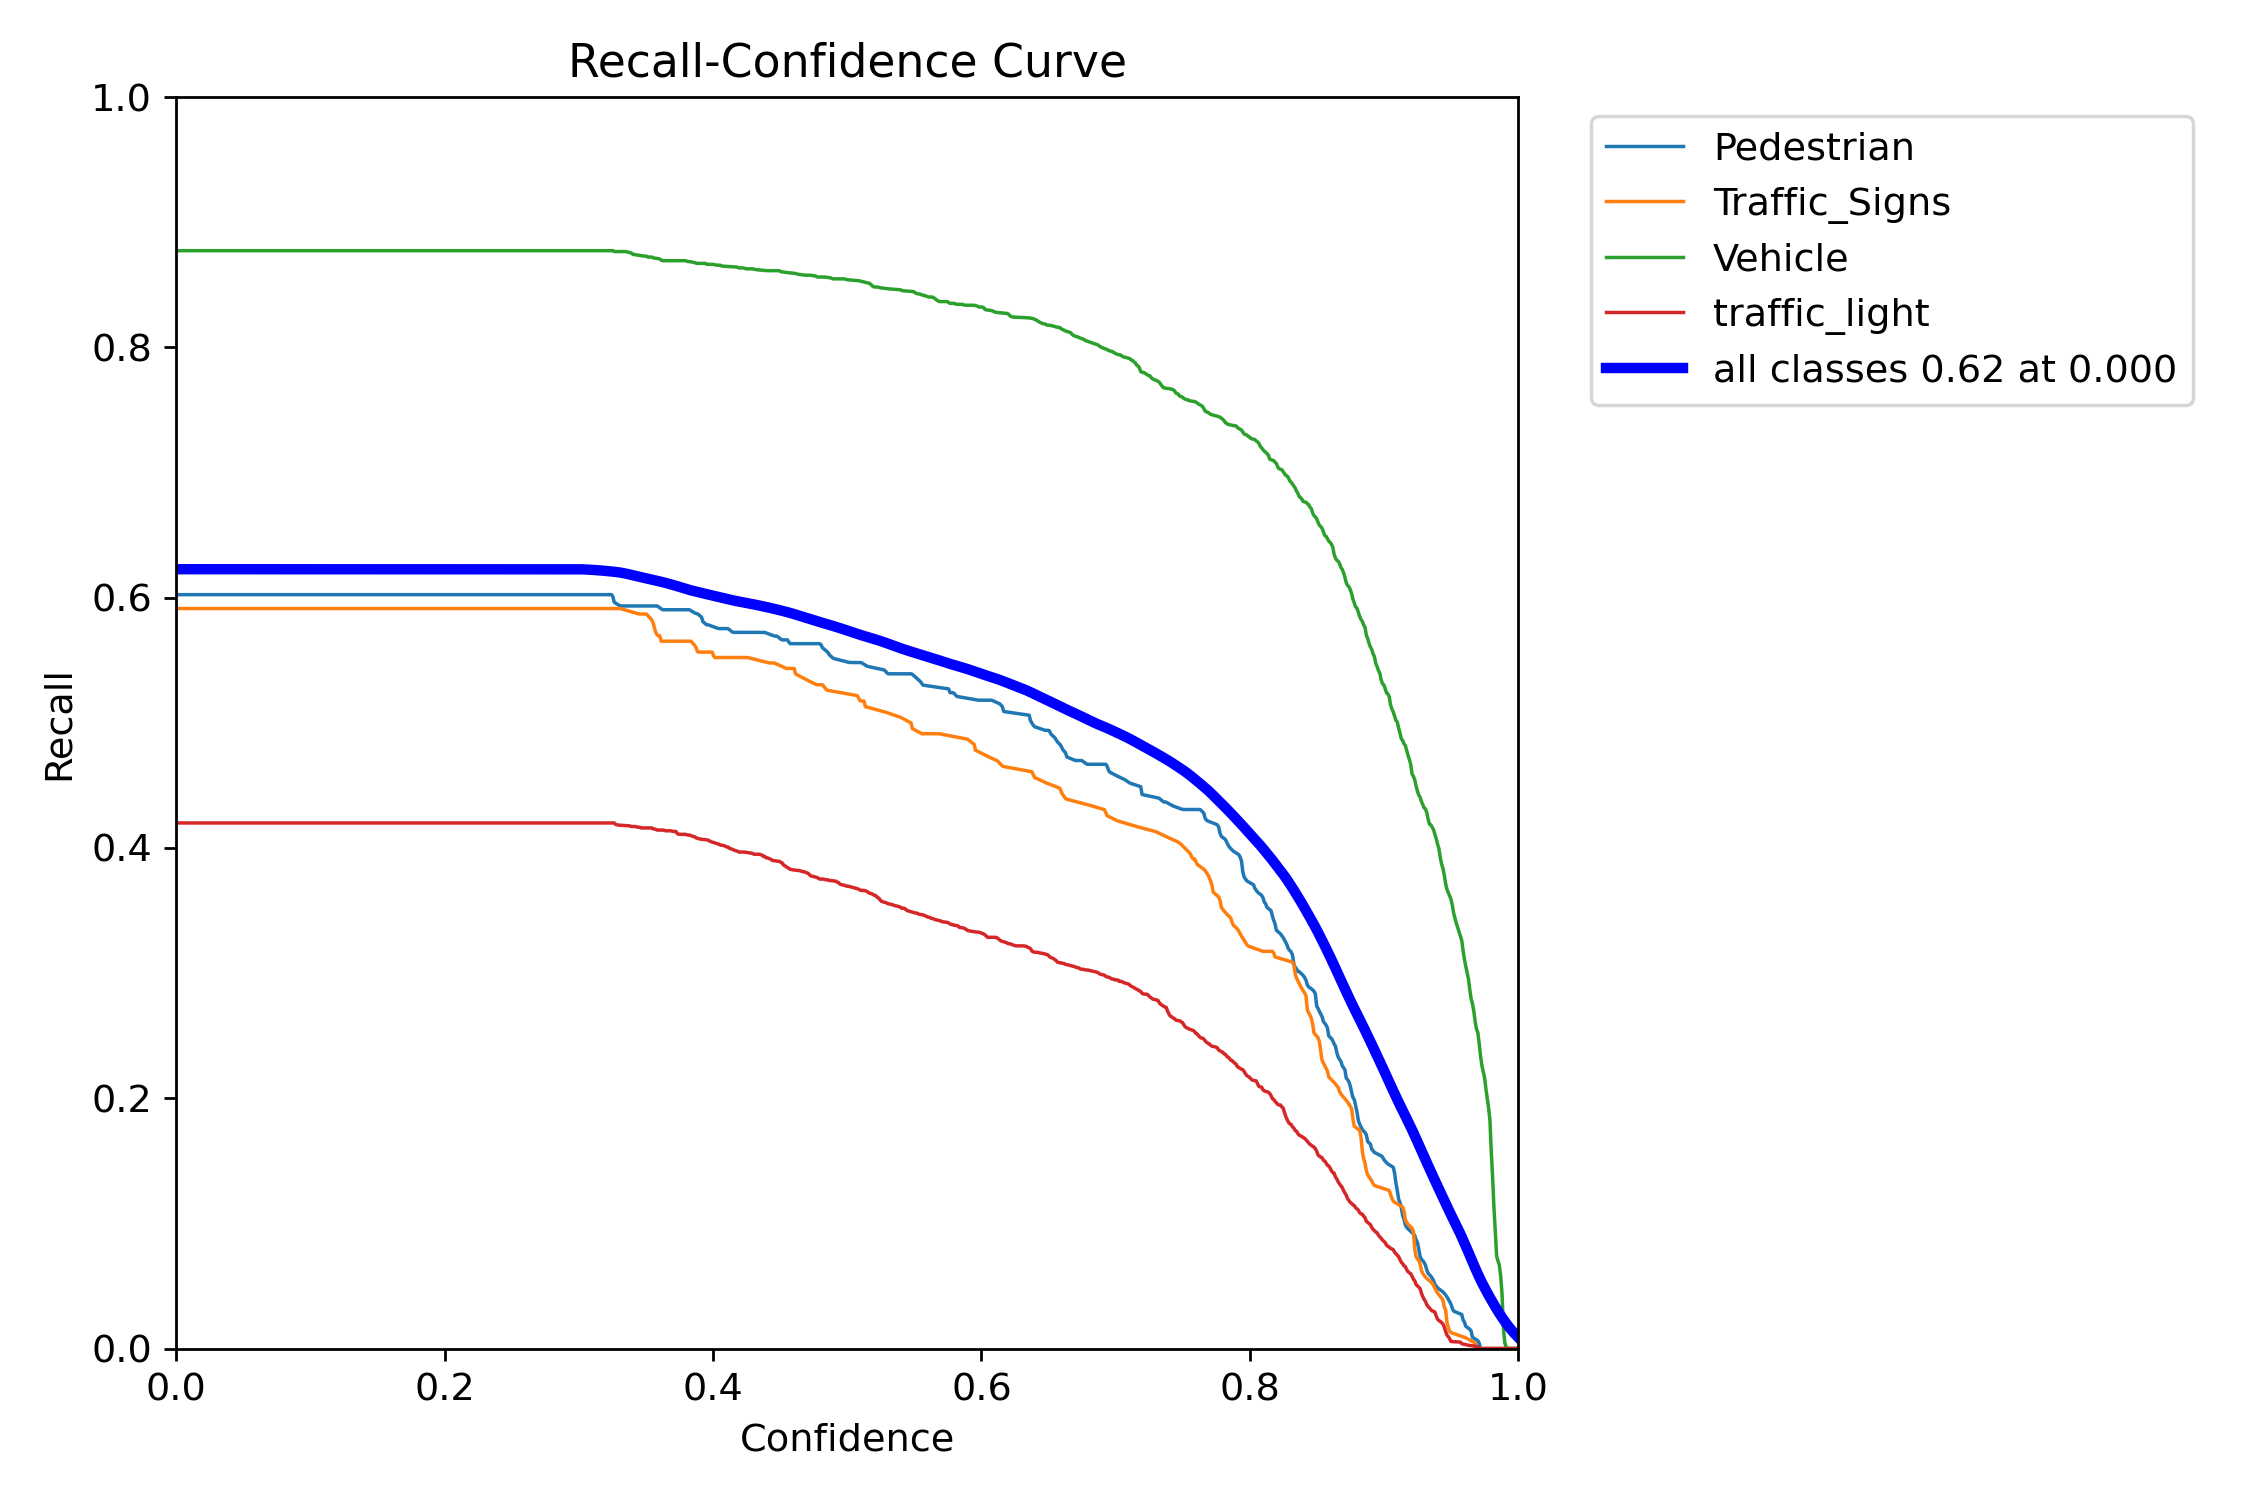 Recall-Confidence Curve
1.0
0.8
0.6
0.4
0.2
0.0
Recall
0.0 0.2 0.4 0.6 0.8 1.0
Confidence
Pedestrian
Traffic_Signs
Vehicle
traffic_light
all classes 0.62 at 0.000